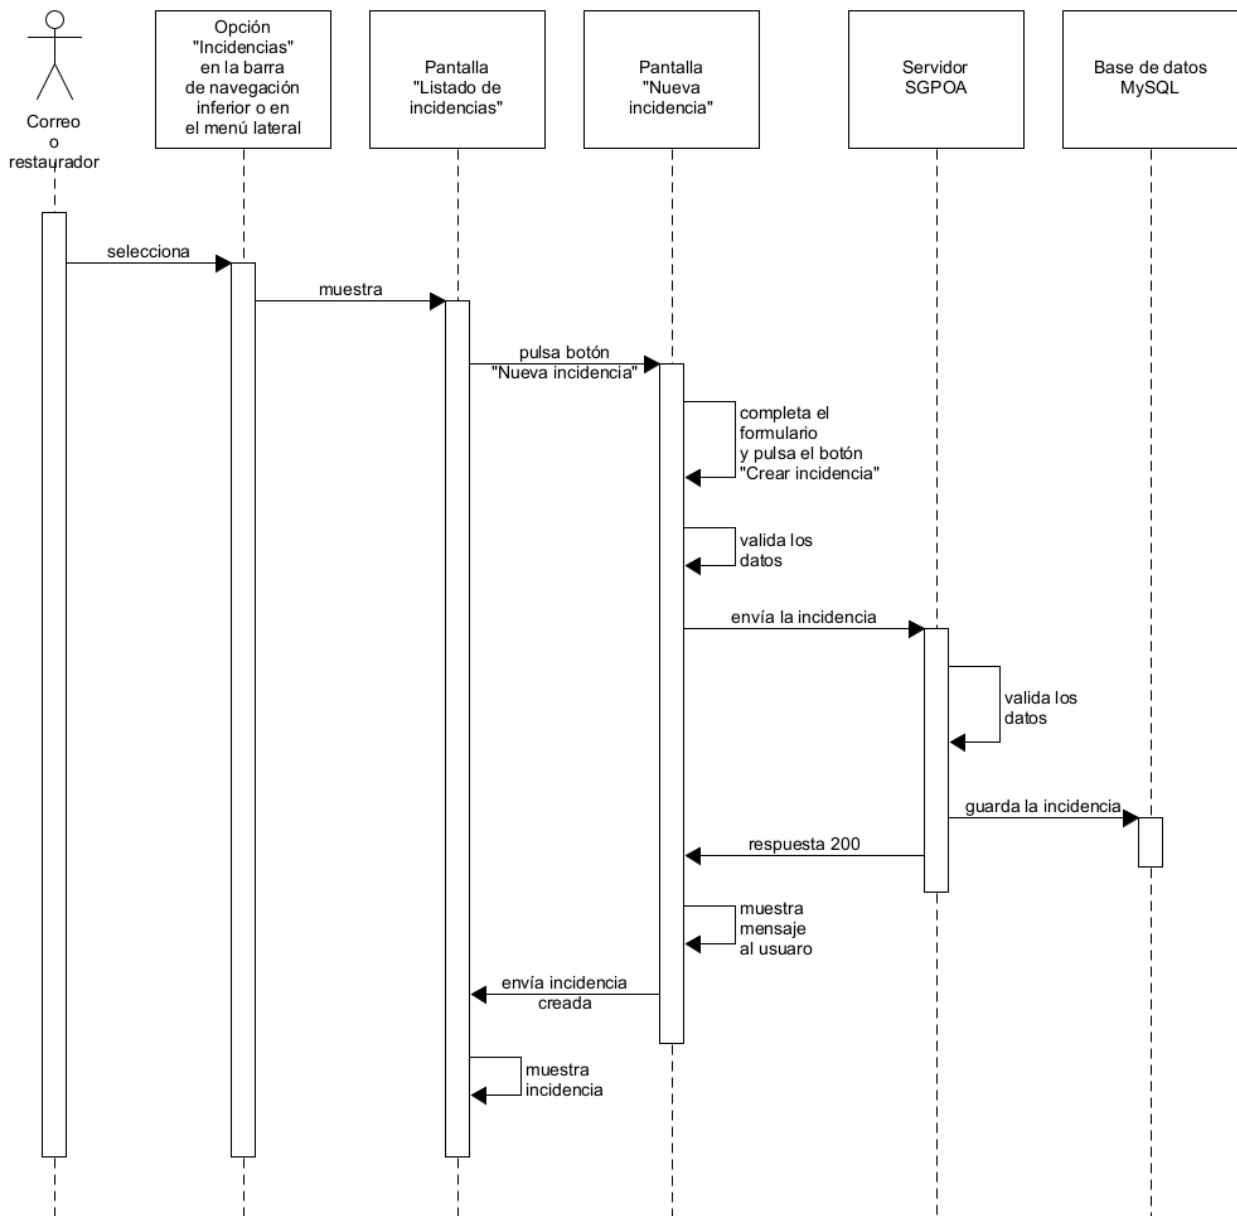 Correo
o
restaurador
Opción
"Incidencias"
en la barra
de navegación
inferior o en
el menú lateral
Pantalla
"Listado de
incidencias"
Pantalla
"Nueva
incidencia"
Servidor
SGPOA
Base de datos
MySQL
selecciona
muestra
pulsa botón
"Nueva incidencia"
completa el
formulario
y pulsa el botón
"Crear incidencia"
valida los
datos
envía la incidencia
valida los
datos
guarda la incidencia
respuesta 200
muestra
mensaje
al usuaro
envía incidencia
creada
muestra
incidencia